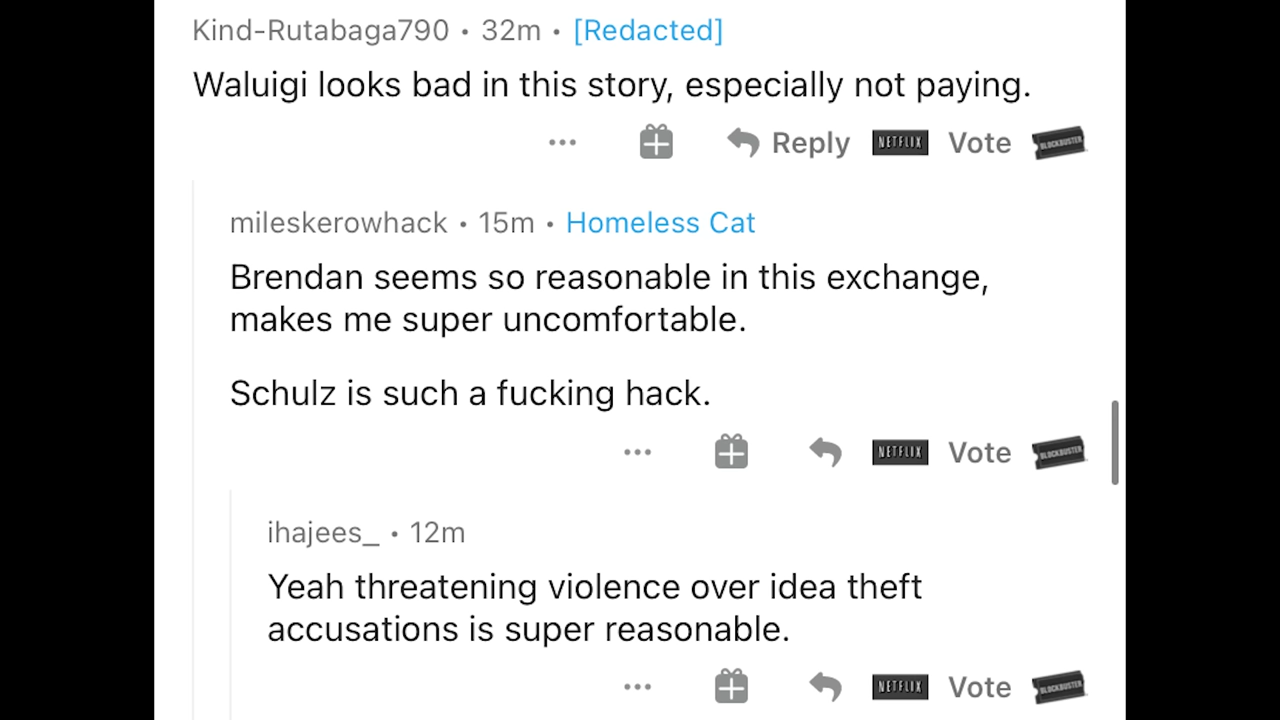 Kind-Rutabaga790 • 32m • [Redacted]
Waluigi looks bad in this story, especially not paying.
••• Reply NETFLIX Vote BLOCKBUSTER
mileskerowhack • 15m • Homeless Cat
Brendan seems so reasonable in this exchange,
makes me super uncomfortable.
Schulz is such a fucking hack.
••• NETFLIX Vote BLOCKBUSTER
ihajees_ • 12m
Yeah threatening violence over idea theft
accusations is super reasonable.
••• NETFLIX Vote BLOCKBUSTER